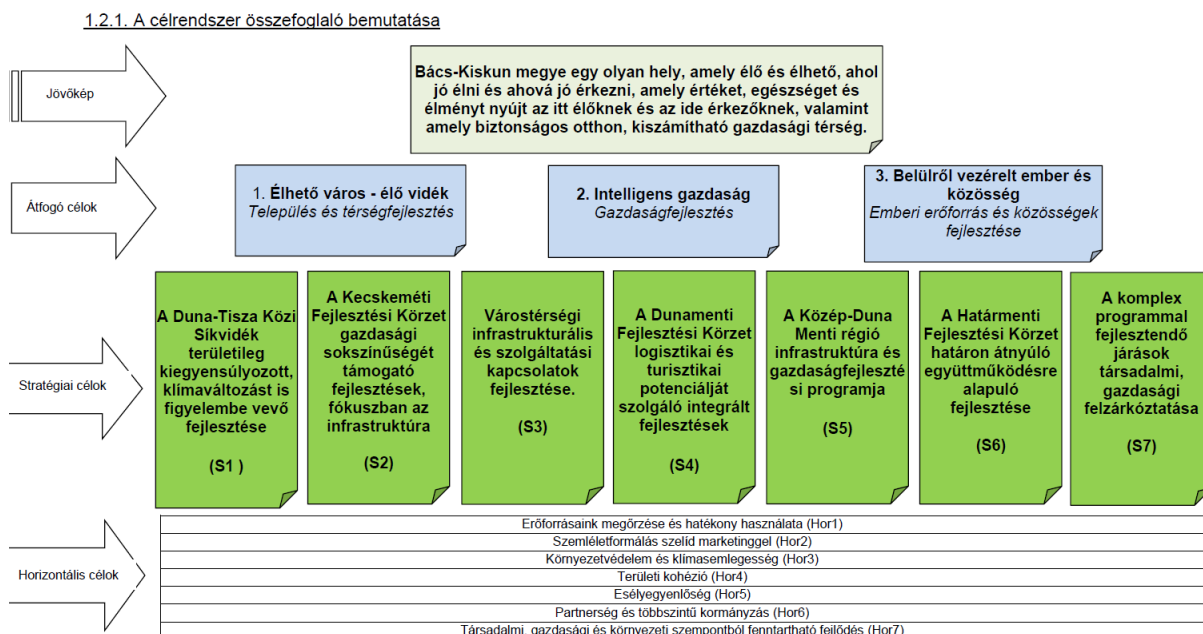 1.2.1. A célrendszer összefoglaló bemutatása
Jövőkép
Bács-Kiskun megye egy olyan hely, amely élő és élhető, ahol
jó élni és ahová jó érkezni, amely értéket, egészséget és
élményt nyújt az itt élőknek és az ide érkezőknek, valamint
amely biztonságos otthon, kiszámítható gazdasági térség.
Átfogó célok
1. Élhető város - élő vidék
Település és térségfejlesztés
2. Intelligens gazdaság
Gazdaságfejlesztés
3. Belülről vezérelt ember és
közösség
Emberi erőforrás és közösségek
fejlesztése
Stratégiai célok
A Duna-Tisza Közi
Síkvidék
területileg
kiegyensúlyozott,
klímaváltozást is
figyelembe vevő
fejlesztése
(S1 )
A Kecskeméti
Fejlesztési Körzet
gazdasági
sokszínűségét
támogató
fejlesztések,
fókuszban az
infrastruktúra
(S2)
Várostérségi
infrastrukturális
és szolgáltatási
kapcsolatok
fejlesztése.
(S3)
A Dunamenti
Fejlesztési Körzet
logisztikai és
turisztikai
potenciálját
szolgáló integrált
fejlesztések
(S4)
A Közép-Duna
Menti régió
infrastruktúra és
gazdaságfejleszté
si programja
(S5)
A Határmenti
Fejlesztési Körzet
határon átnyúló
együttműködésre
alapuló
fejlesztése
(S6)
A komplex
programmal
fejlesztendő
járások
társadalmi,
gazdasági
felzárkóztatása
(S7)
Horizontális célok
Erőforrásaink megőrzése és hatékony használata (Hor1)
Szemléletformálás szelíd marketinggel (Hor2)
Környezetvédelem és klímasemlegesség (Hor3)
Területi kohézió (Hor4)
Esélyegyenlőség (Hor5)
Partnerség és többszintű kormányzás (Hor6)
Társadalmi, gazdasági és környezeti szempontból fenntartható fejlődés (Hor7)